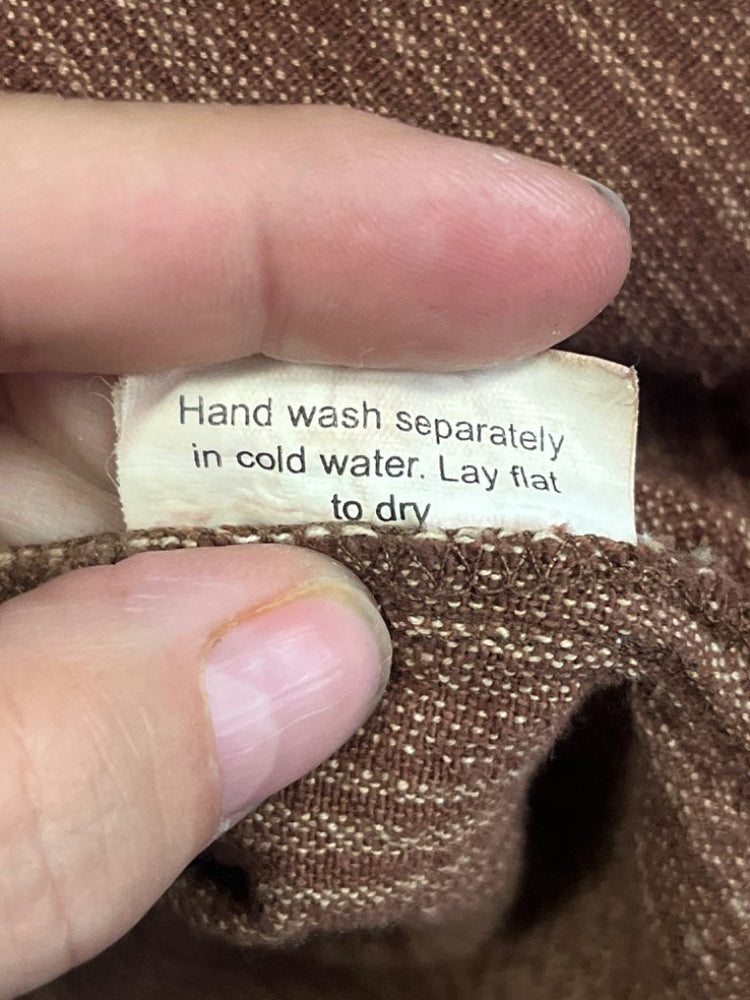 Hand wash separately
in cold water. Lay flat
to dry